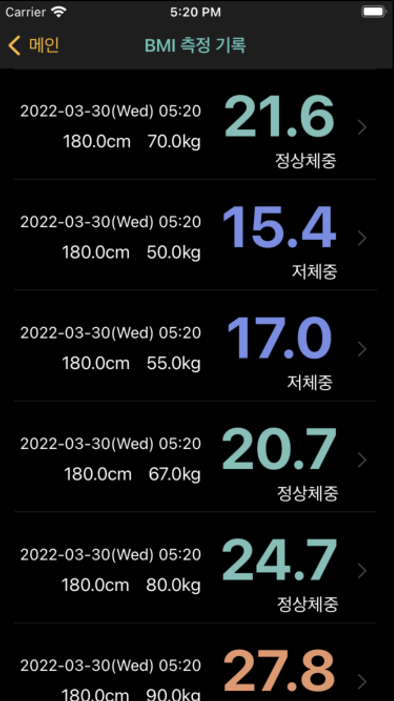 Carrier 5:20 PM
메인 BMI 측정 기록
2022-03-30(Wed) 05:20 21.6
180.0cm 70.0kg
정상체중
2022-03-30(Wed) 05:20 15.4
180.0cm 50.0kg
저체중
2022-03-30(Wed) 05:20 17.0
180.0cm 55.0kg
저체중
2022-03-30(Wed) 05:20 20.7
180.0cm 67.0kg
정상체중
2022-03-30(Wed) 05:20 24.7
180.0cm 80.0kg
정상체중
2022-03-30(Wed) 05:20 27.8
180.0cm 90.0kg